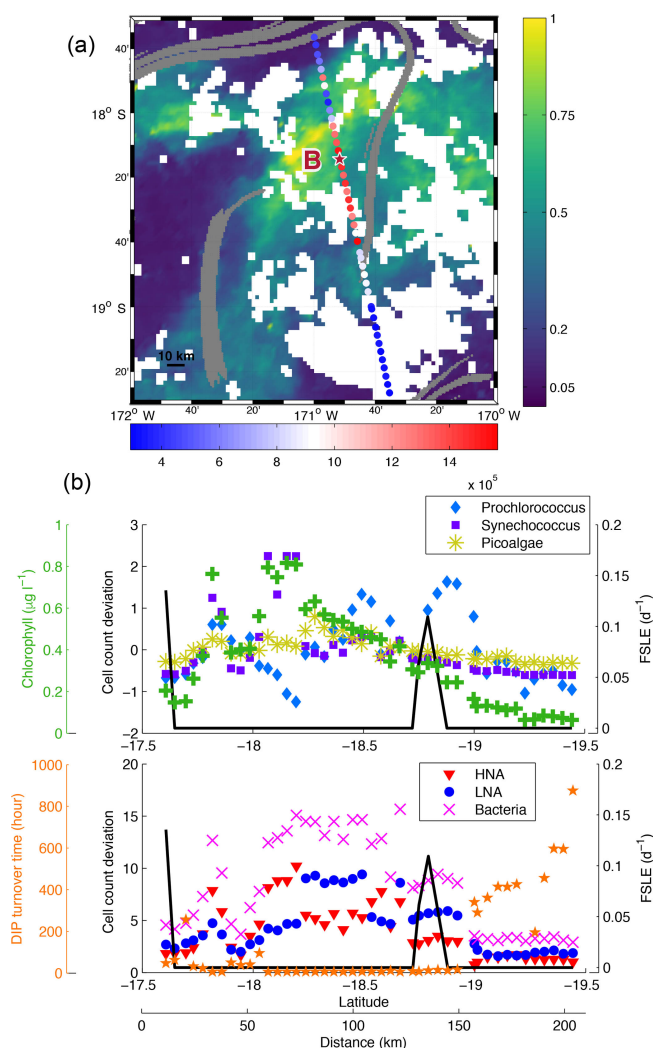 (a)
40'
18° S
20'
40'
19° S
20'
B
10 km
172° W
40'
20'
171° W
40'
20'
170° W
1
0.75
0.5
0.2
0.05
4
6
8
10
12
14
x 10⁵
(b)
Prochlorococcus
Synechococcus
Picoalgae
Chlorophyll (µg l⁻¹)
1
0.8
0.6
0.4
0.2
0
Cell count deviation
3
2
1
0
−1
−2
FSLE (d⁻¹)
0.2
0.15
0.1
0.05
0
−17.5
−18
−18.5
−19
−19.5
HNA
LNA
Bacteria
DIP turnover time (hour)
1000
800
600
400
200
0
Cell count deviation
20
15
10
5
0
FSLE (d⁻¹)
0.2
0.15
0.1
0.05
0
−17.5
−18
−18.5
−19
−19.5
Latitude
0
50
100
150
200
Distance (km)